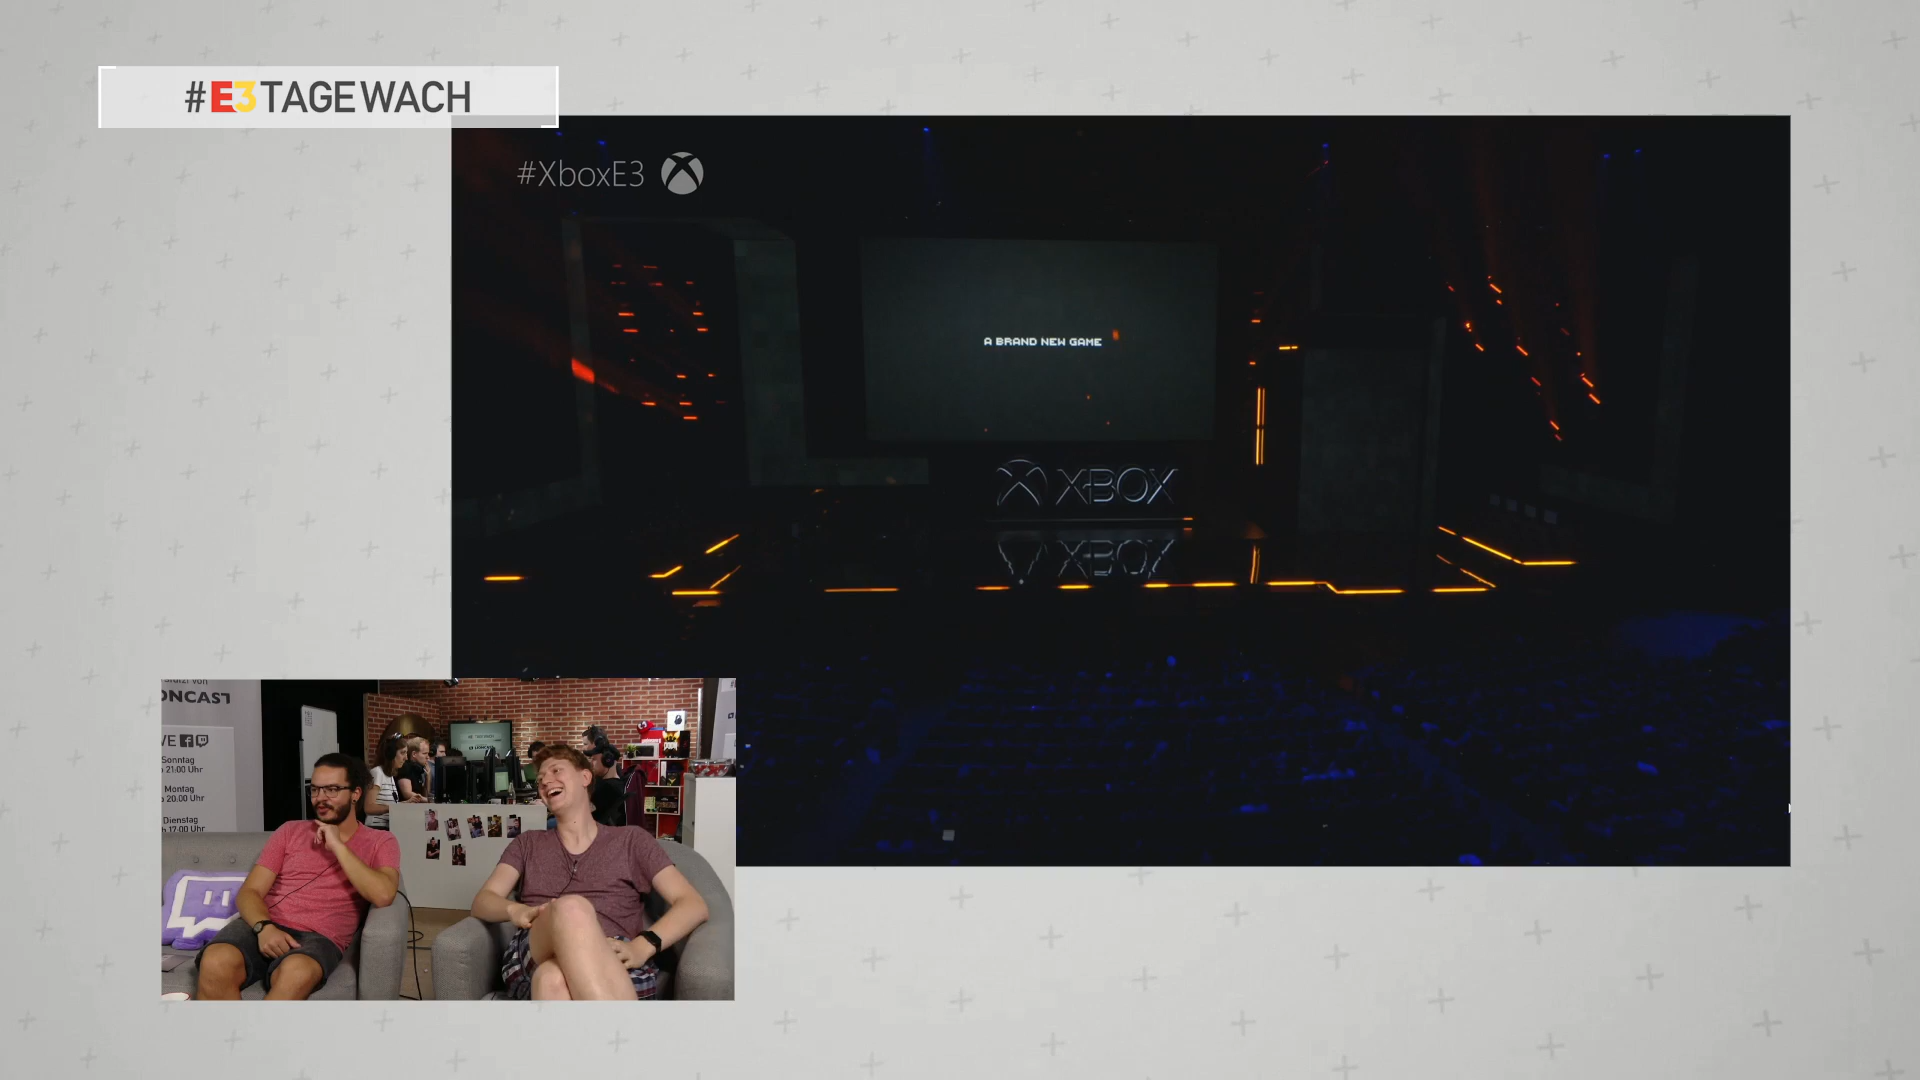 #E3TAGEWACH
#XboxE3
A BRAND NEW GAME
XBOX
ONCAST
VE
Sonntag
21:00 Uhr
Montag
20:00 Uhr
Dienstag
17:00 Uhr